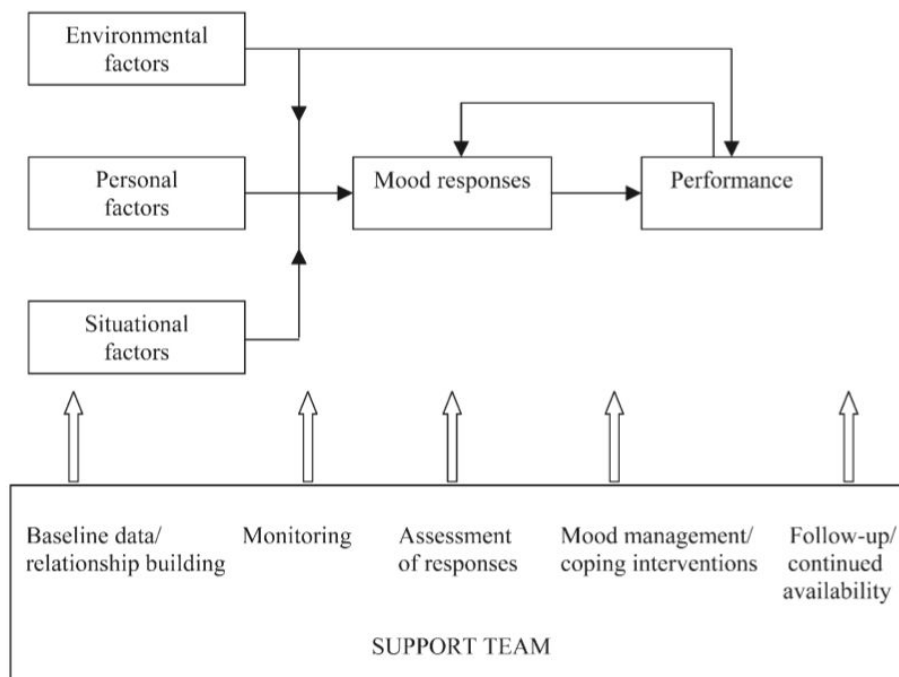 Environmental
factors
Personal
factors
Mood responses
Performance
Situational
factors
Baseline data/
relationship building
Monitoring
Assessment
of responses
Mood management/
coping interventions
Follow-up/
continued
availability
SUPPORT TEAM